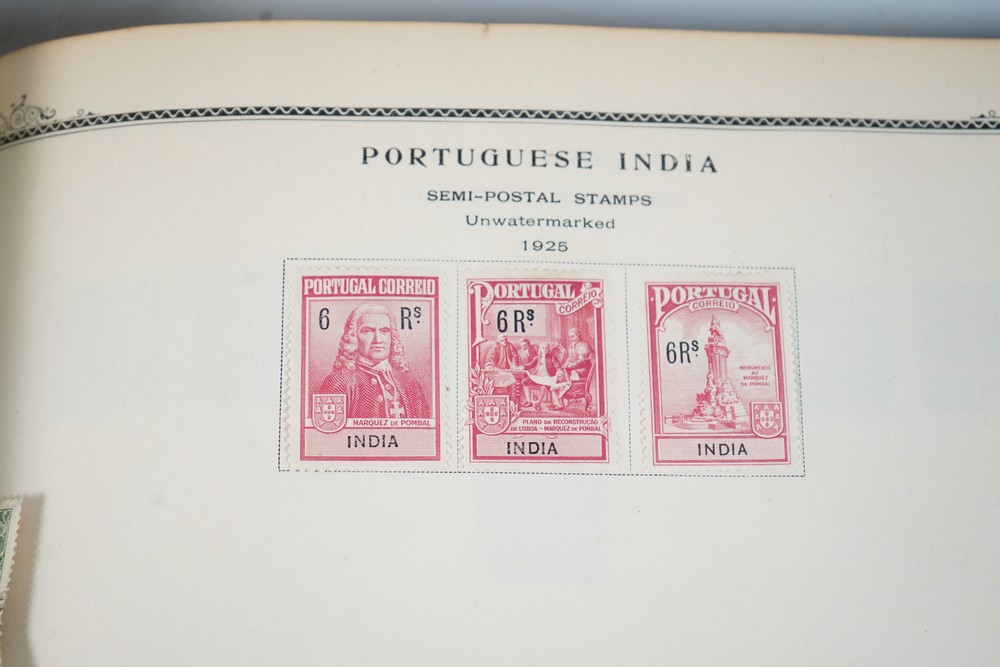 PORTUGUESE INDIA
SEMI-POSTAL STAMPS
Unwatermarked
1925
PORTUGAL CORREIO
6 Rs
MARQUEZ DE POMBAL
INDIA
PORTUGAL
CORREIO
6 Rs.
PLANO DA RECONSTRUÇÃO
DE LISBOA - MARQUEZ DE POMBAL
INDIA
PORTUGAL
CORREIO
6 Rs.
MONUMENTO
AO
MARQUEZ
DE POMBAL
INDIA